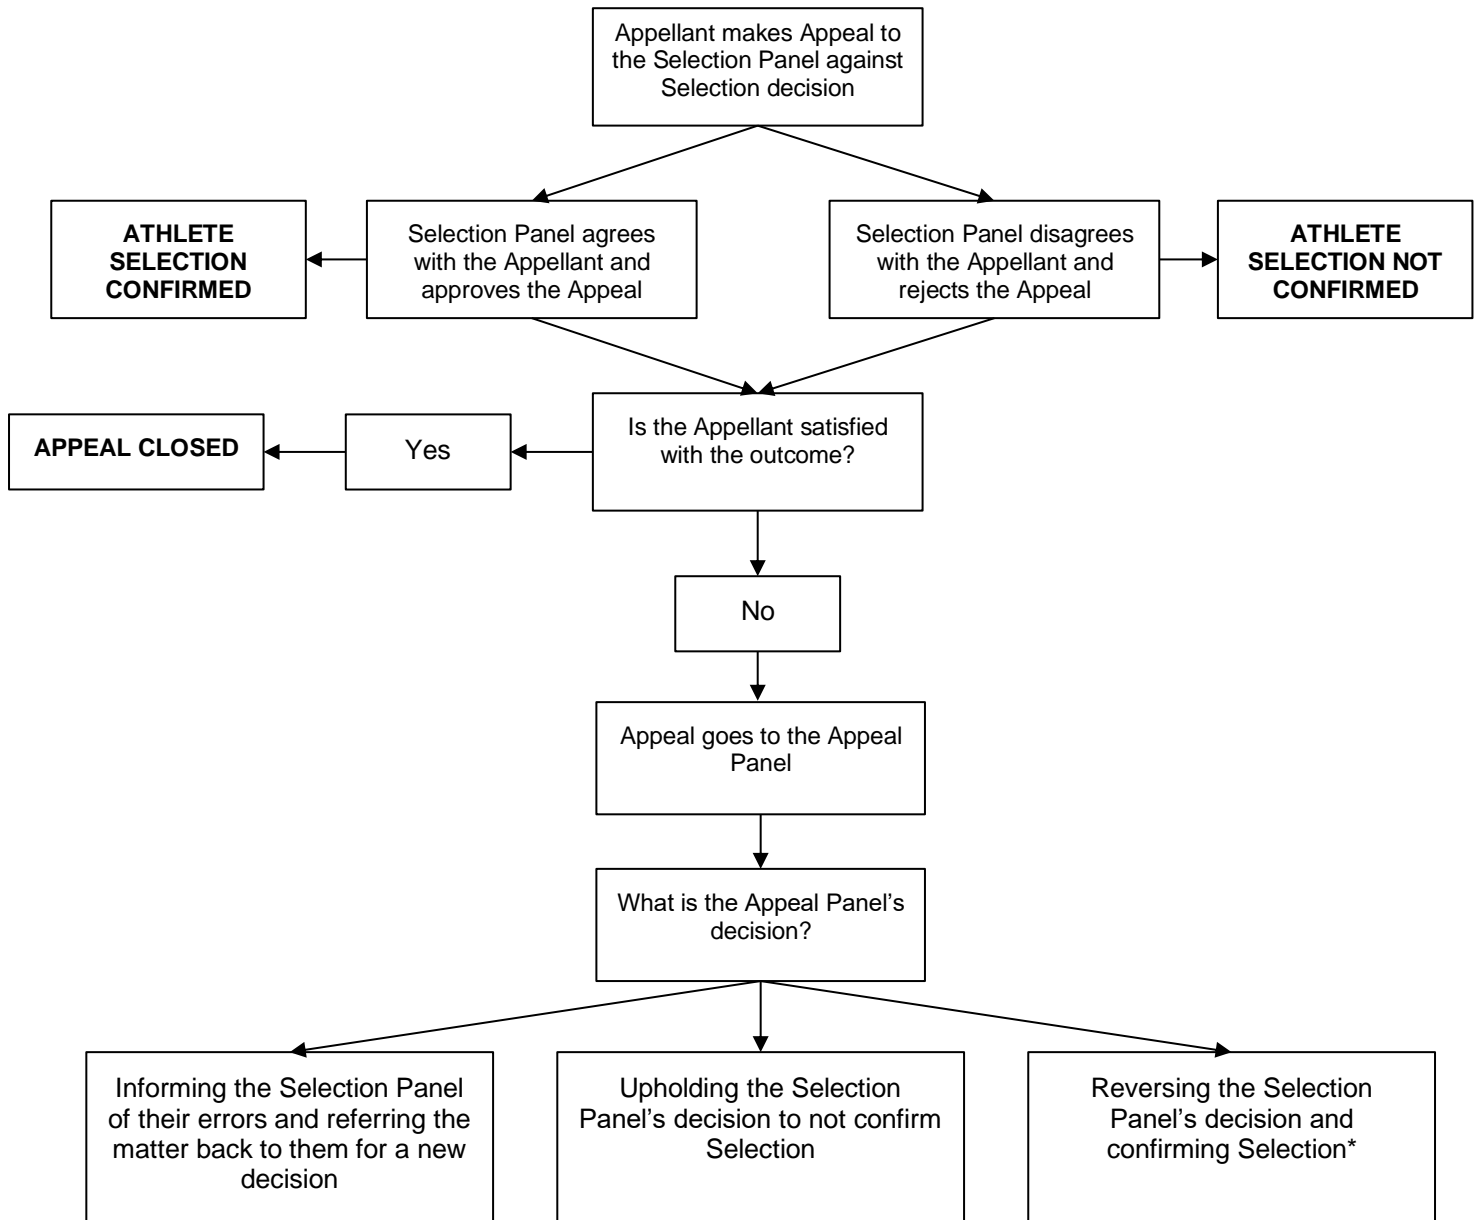 Appellant makes Appeal to
the Selection Panel against
Selection decision
ATHLETE
SELECTION
CONFIRMED
Selection Panel agrees
with the Appellant and
approves the Appeal
Selection Panel disagrees
with the Appellant and
rejects the Appeal
ATHLETE
SELECTION NOT
CONFIRMED
APPEAL CLOSED
Yes
Is the Appellant satisfied
with the outcome?
No
Appeal goes to the Appeal
Panel
What is the Appeal Panel’s
decision?
Informing the Selection Panel
of their errors and referring the
matter back to them for a new
decision
Upholding the Selection
Panel’s decision to not confirm
Selection
Reversing the Selection
Panel’s decision and
confirming Selection*